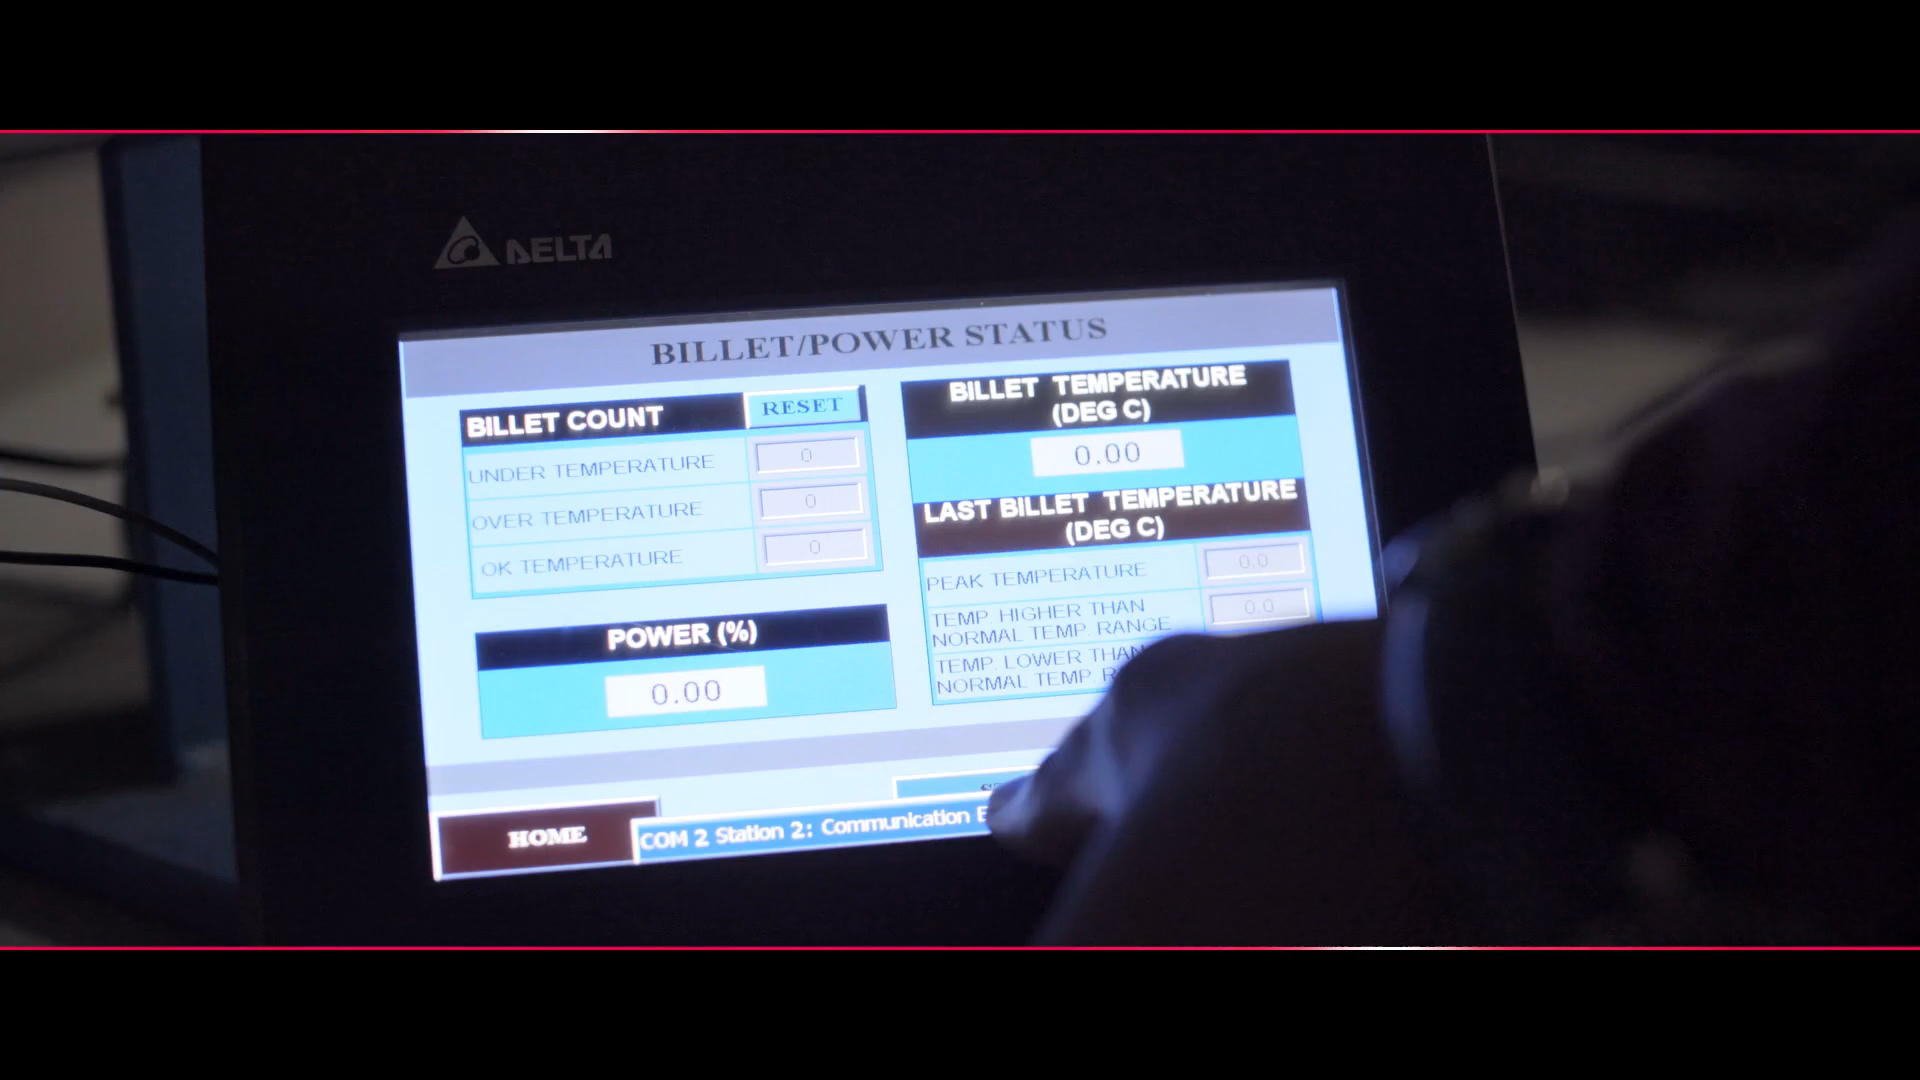 DELTA
BILLET/POWER STATUS
BILLET COUNT
RESET
UNDER TEMPERATURE
0
OVER TEMPERATURE
0
OK TEMPERATURE
0
POWER (%)
0.00
BILLET TEMPERATURE
(DEG C)
0.00
LAST BILLET TEMPERATURE
(DEG C)
PEAK TEMPERATURE
0.0
TEMP. HIGHER THAN
NORMAL TEMP. RANGE
0.0
TEMP. LOWER THAN
NORMAL TEMP.
HOME
COM 2 Station 2: Communication